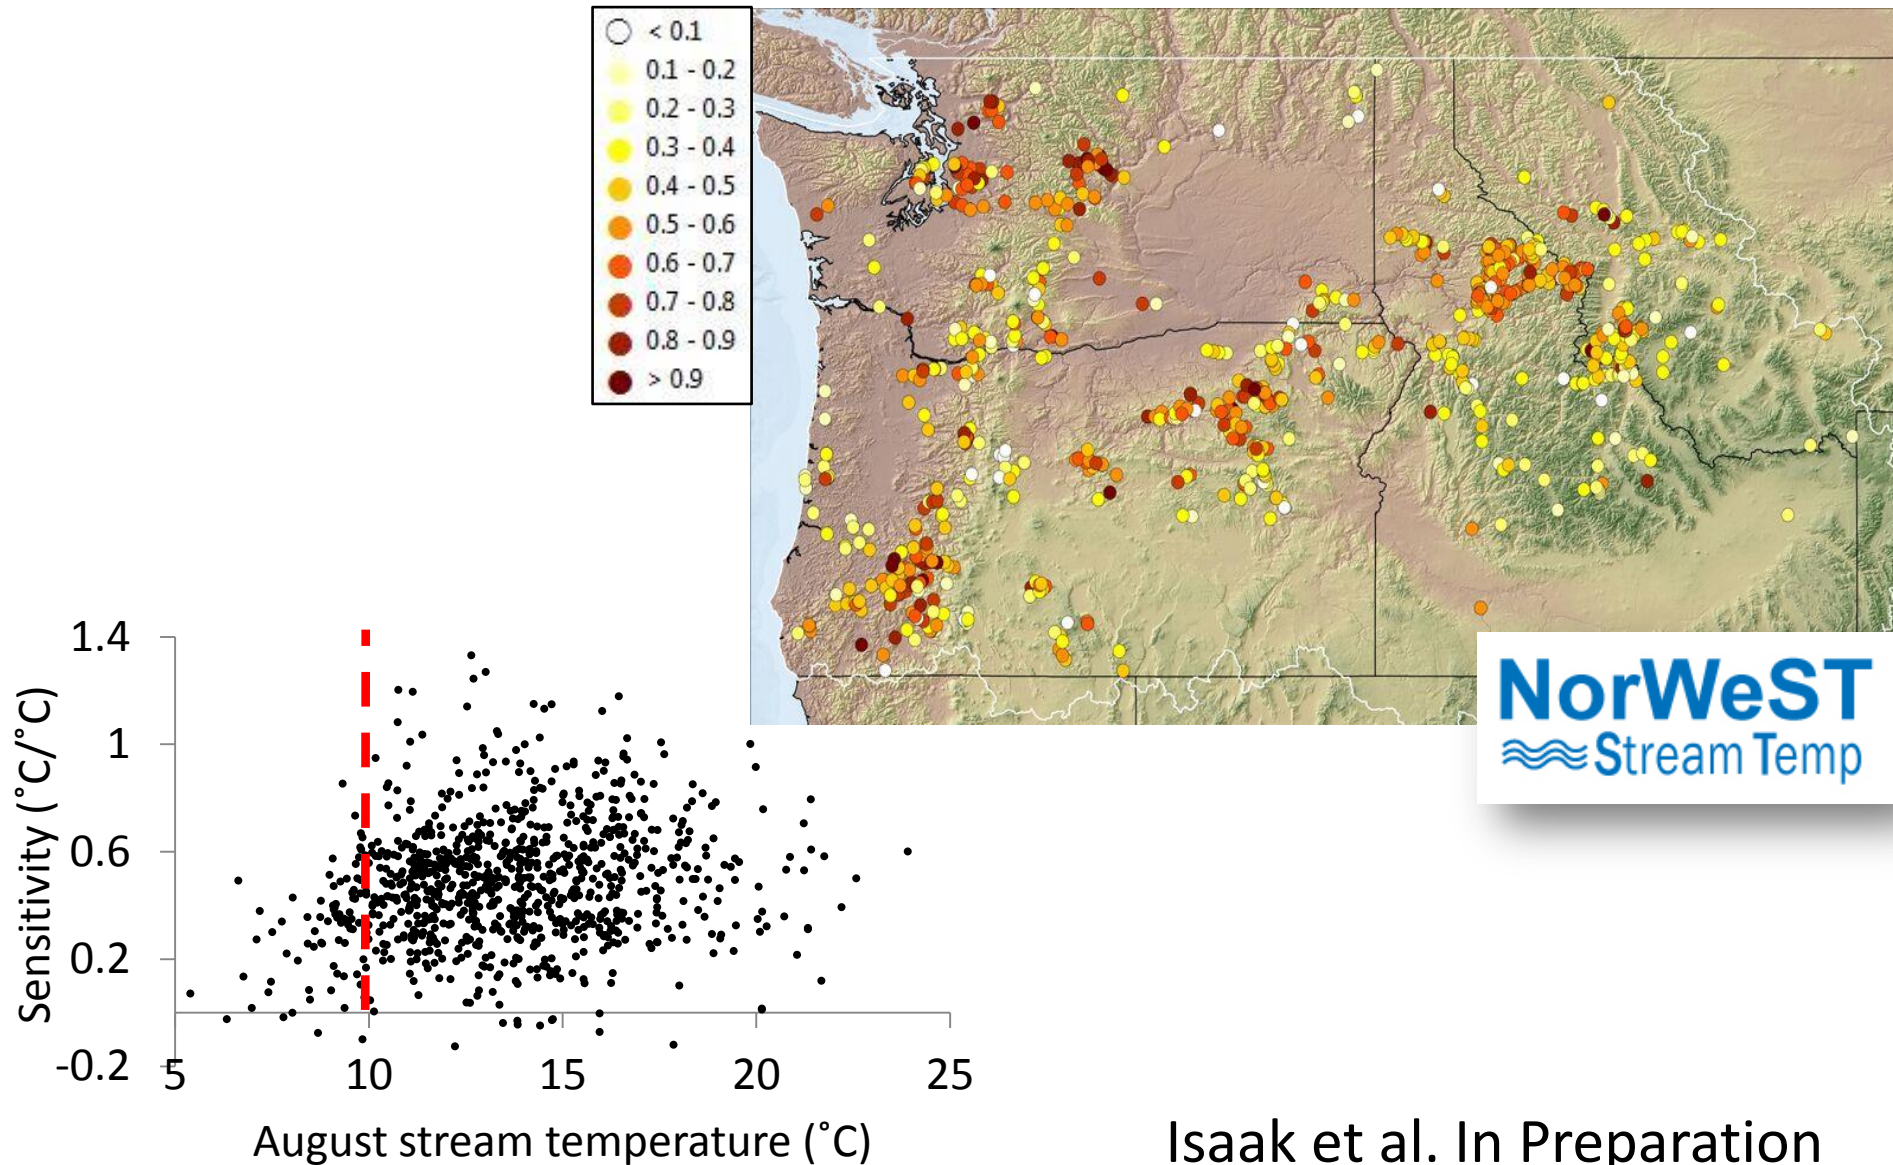 < 0.1
0.1 - 0.2
0.2 - 0.3
0.3 - 0.4
0.4 - 0.5
0.5 - 0.6
0.6 - 0.7
0.7 - 0.8
0.8 - 0.9
> 0.9
NorWeST
Stream Temp
1.4
1
0.6
0.2
-0.2
Sensitivity (˚C/˚C)
5
10
15
20
25
August stream temperature (˚C)
Isaak et al. In Preparation